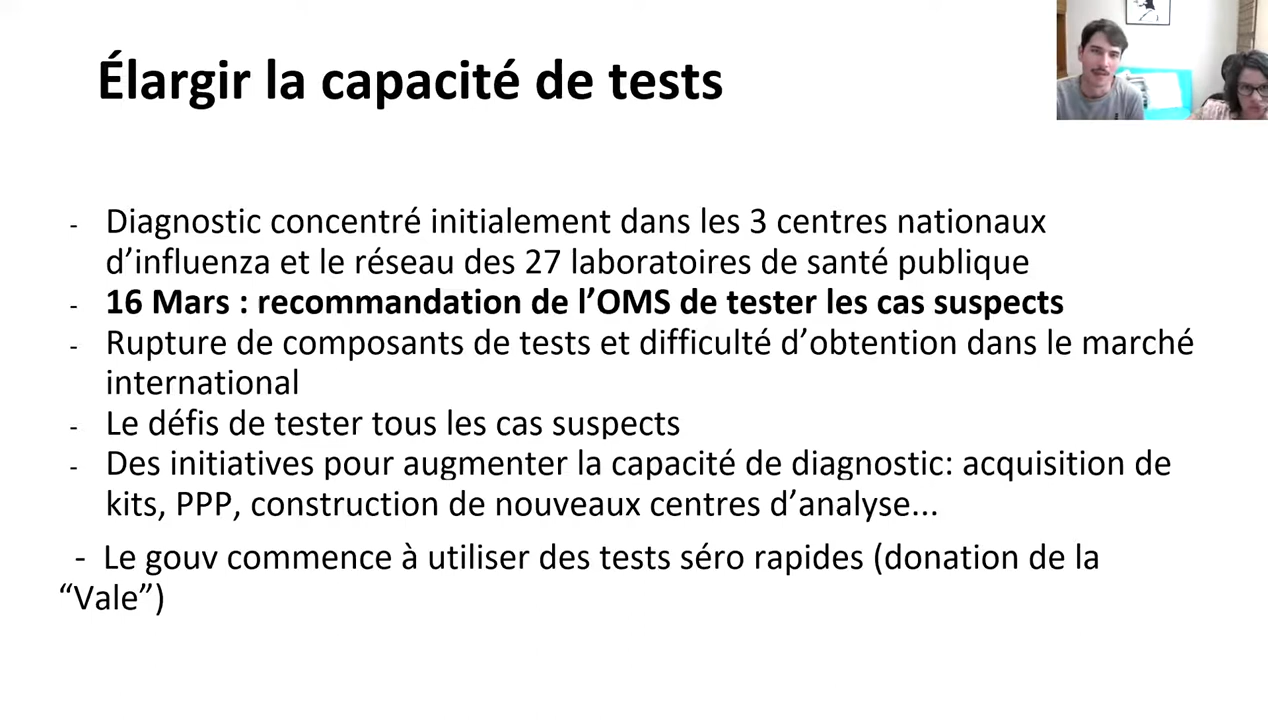 Élargir la capacité de tests
- Diagnostic concentré initialement dans les 3 centres nationaux
d’influenza et le réseau des 27 laboratoires de santé publique
- 16 Mars : recommandation de l’OMS de tester les cas suspects
- Rupture de composants de tests et difficulté d’obtention dans le marché
international
- Le défis de tester tous les cas suspects
- Des initiatives pour augmenter la capacité de diagnostic: acquisition de
kits, PPP, construction de nouveaux centres d’analyse...
- Le gouv commence à utiliser des tests séro rapides (donation de la
“Vale”)